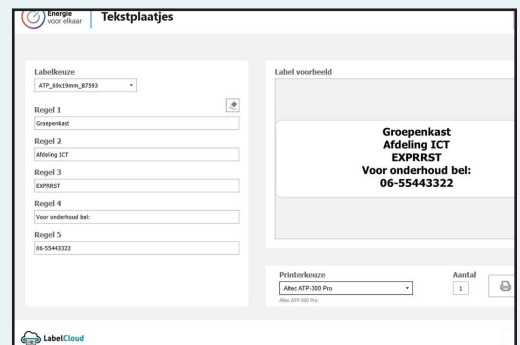 Energie
voor elkaar
Tekstplaatjes
Labelkeuze
ATP_69x19mm_B7593
Regel 1
Groepenkast
Regel 2
Afdeling ICT
Regel 3
EXPRRST
Regel 4
Voor onderhoud bel:
Regel 5
06-55443322
Label voorbeeld
Groepenkast
Afdeling ICT
EXPRRST
Voor onderhoud bel:
06-55443322
Printerkeuze
Aantal
Altec ATP-300 Pro
1
Altec ATP-300 Pro
LabelCloud